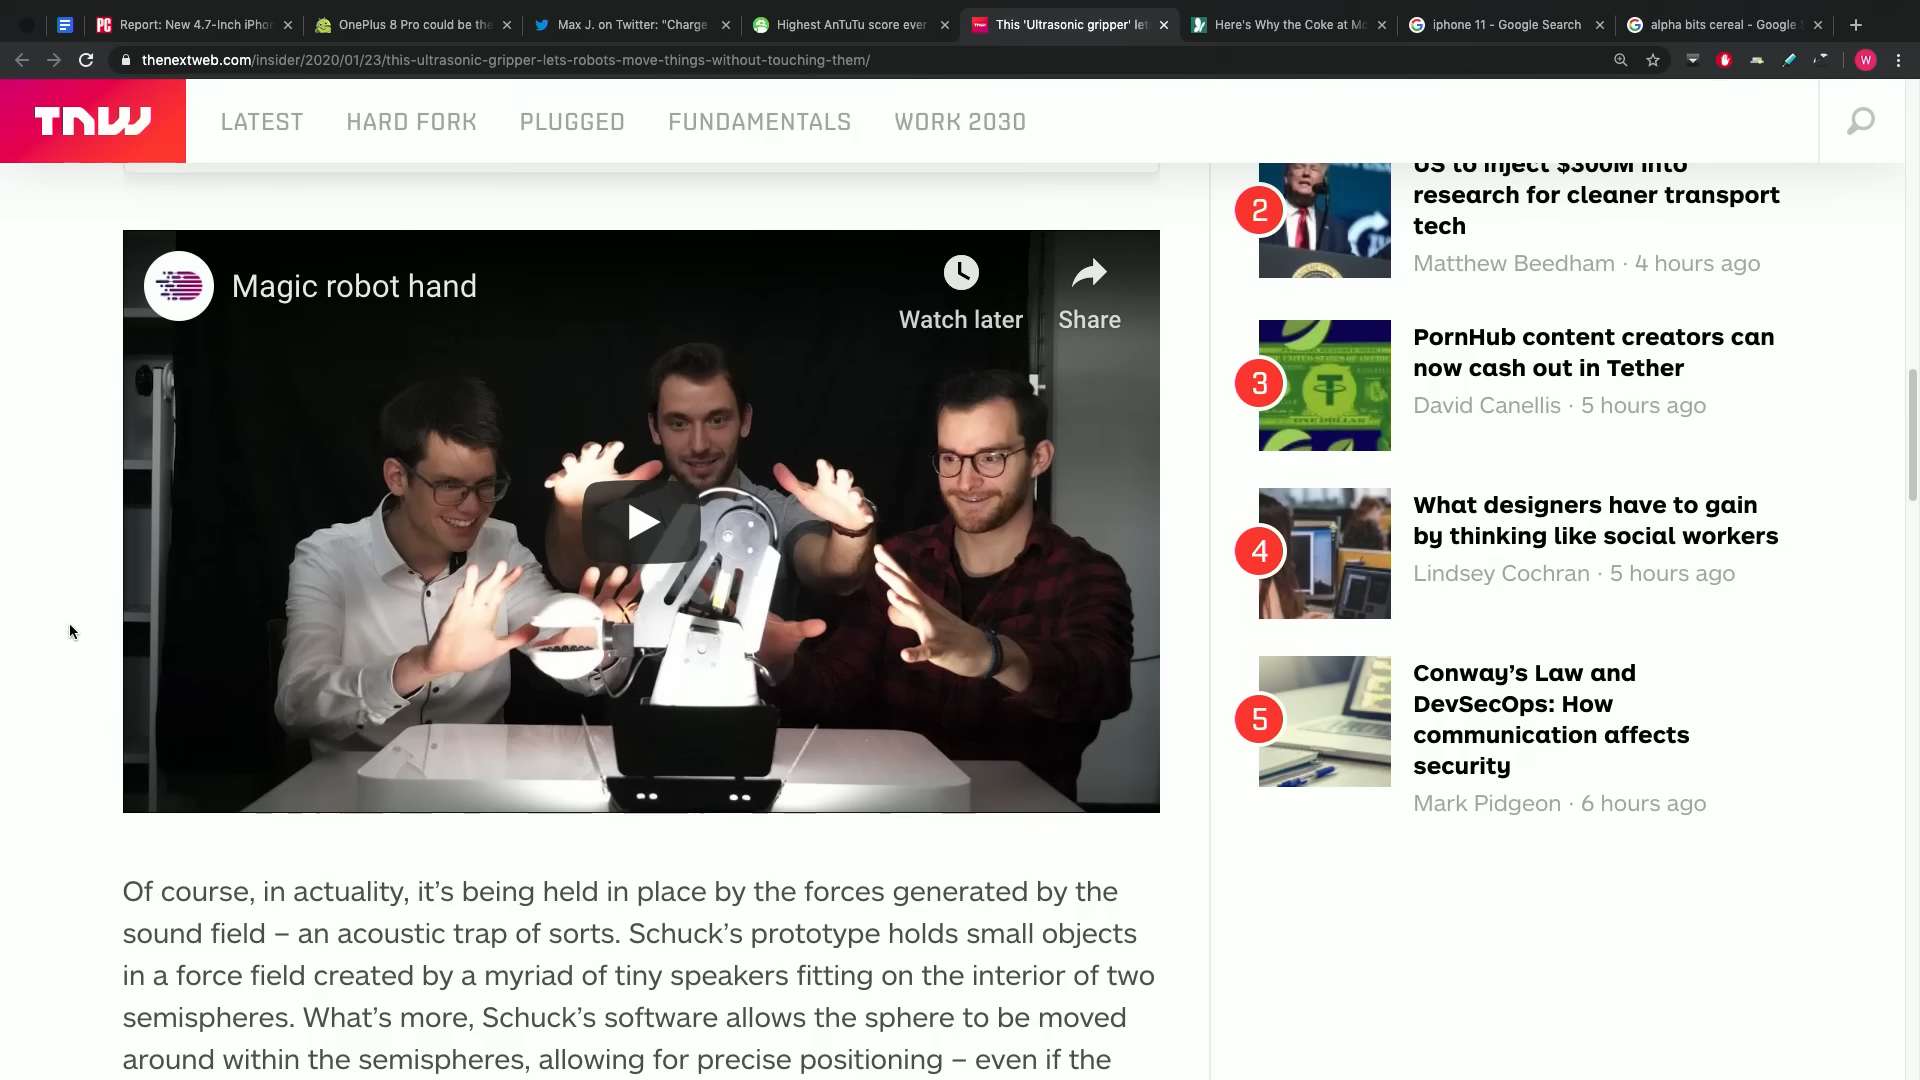 Report: New 4.7-Inch iPho
OnePlus 8 Pro could be the
Max J. on Twitter: "Charge
Highest AnTuTu score ever
This 'Ultrasonic gripper' let
Here's Why the Coke at Mc
iphone 11 - Google Search
alpha bits cereal - Google S
thenextweb.com/insider/2020/01/23/this-ultrasonic-gripper-lets-robots-move-things-without-touching-them/
W
TNW
LATEST
HARD FORK
PLUGGED
FUNDAMENTALS
WORK 2030
Magic robot hand
Watch later
Share
Of course, in actuality, it's being held in place by the forces generated by the
sound field – an acoustic trap of sorts. Schuck's prototype holds small objects
in a force field created by a myriad of tiny speakers fitting on the interior of two
semispheres. What's more, Schuck's software allows the sphere to be moved
around within the semispheres, allowing for precise positioning – even if the
2
US to inject $300M into
research for cleaner transport
tech
Matthew Beedham · 4 hours ago
3
PornHub content creators can
now cash out in Tether
David Canellis · 5 hours ago
4
What designers have to gain
by thinking like social workers
Lindsey Cochran · 5 hours ago
5
Conway's Law and
DevSecOps: How
communication affects
security
Mark Pidgeon · 6 hours ago